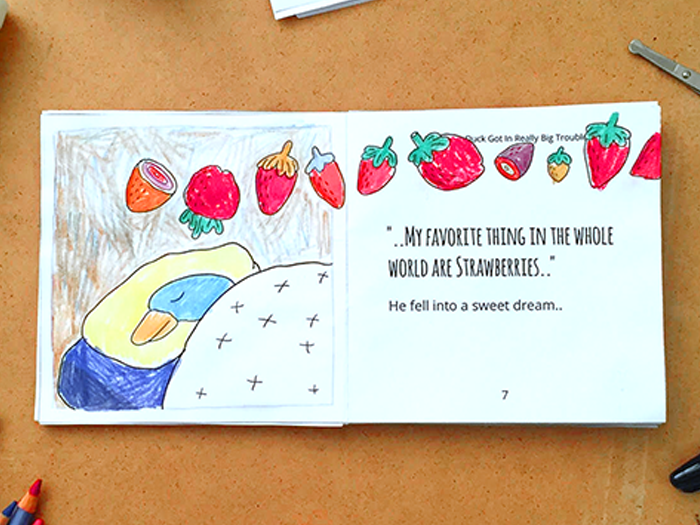 Duck Got In Really Big Trouble
"..My favorite thing in the whole
world are Strawberries.."
He fell into a sweet dream..
7